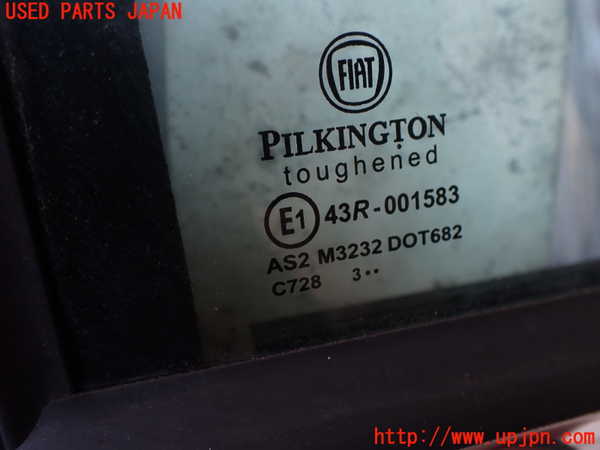 USED PARTS JAPAN
FIAT
PILKINGTON
toughened
E1 43R-001583
AS2 M3232 DOT682
C728 3••
http://www.upjpn.com/